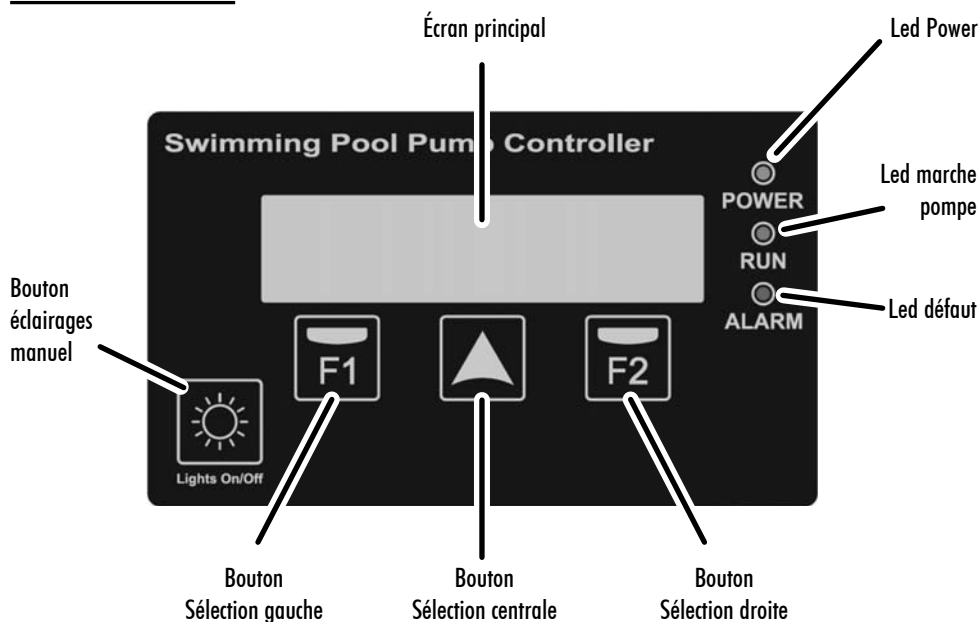 Écran principal
Led Power
Swimming Pool Pump Controller
POWER
Led marche
pompe
RUN
Led défaut
ALARM
Bouton
éclairages
manuel
F1
F2
Lights On/Off
Bouton
Sélection gauche
Bouton
Sélection centrale
Bouton
Sélection droite